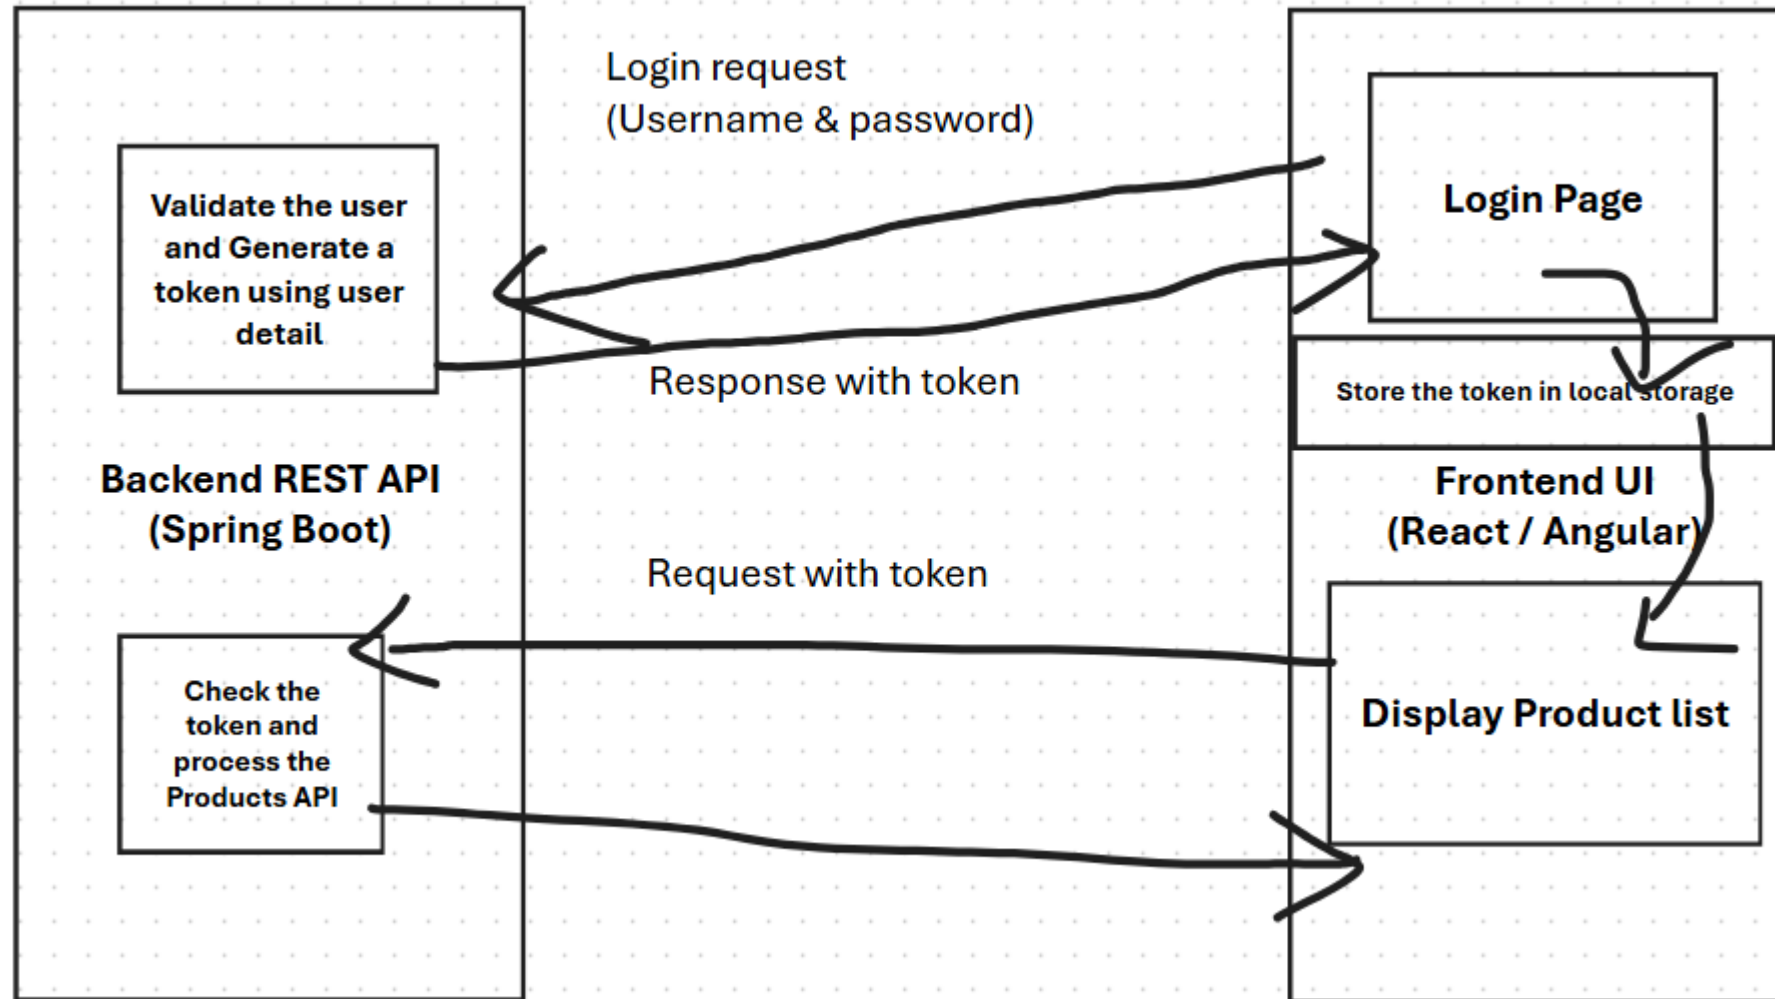 Login request
(Username & password)
Validate the user
and Generate a
token using user
detail
Login Page
Response with token
Store the token in local storage
Backend REST API
(Spring Boot)
Frontend UI
(React / Angular)
Request with token
Check the
token and
process the
Products API
Display Product list